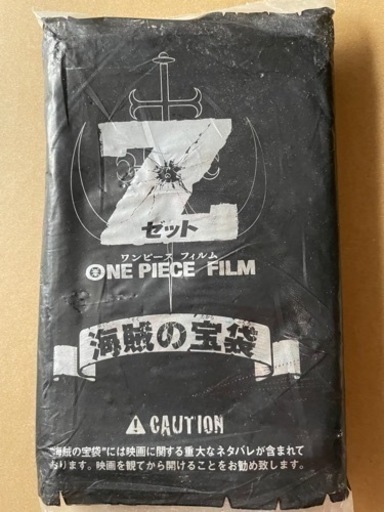 Z
ゼット
ワンピース フィルム
ONE PIECE FILM
海賊の宝袋
CAUTION
"海賊の宝袋"には映画に関する重大なネタバレが含まれて
おります。映画を観てから開けることをお勧め致します。